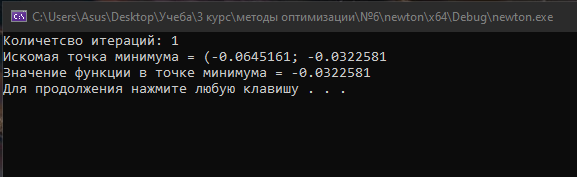 C:\Users\Asus\Desktop\Учеба\3 курс\методы оптимизации\№6\newton\x64\Debug\newton.exe
Количетсво итераций: 1
Искомая точка минимума = (-0.0645161; -0.0322581
Значение функции в точке минимума = -0.0322581
Для продолжения нажмите любую клавишу . . .